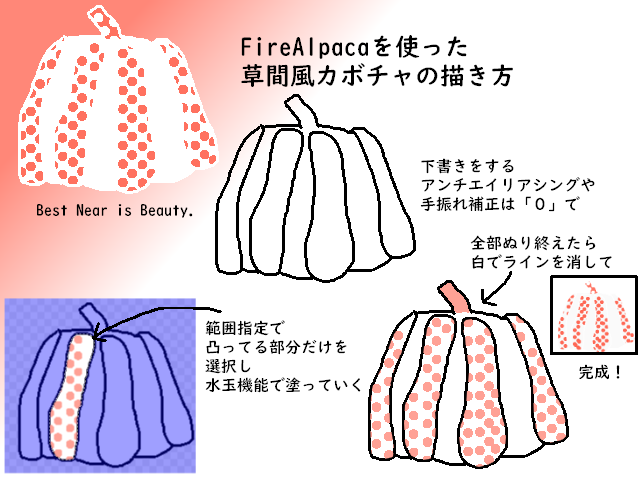 FireAlpacaを使った
草間風カボチャの描き方
Best Near is Beauty.
下書きをする
アンチエイリアシングや
手振れ補正は「0」で
全部ぬり終えたら
白でラインを消して
完成！
範囲指定で
凸ってる部分だけを
選択し
水玉機能で塗っていく